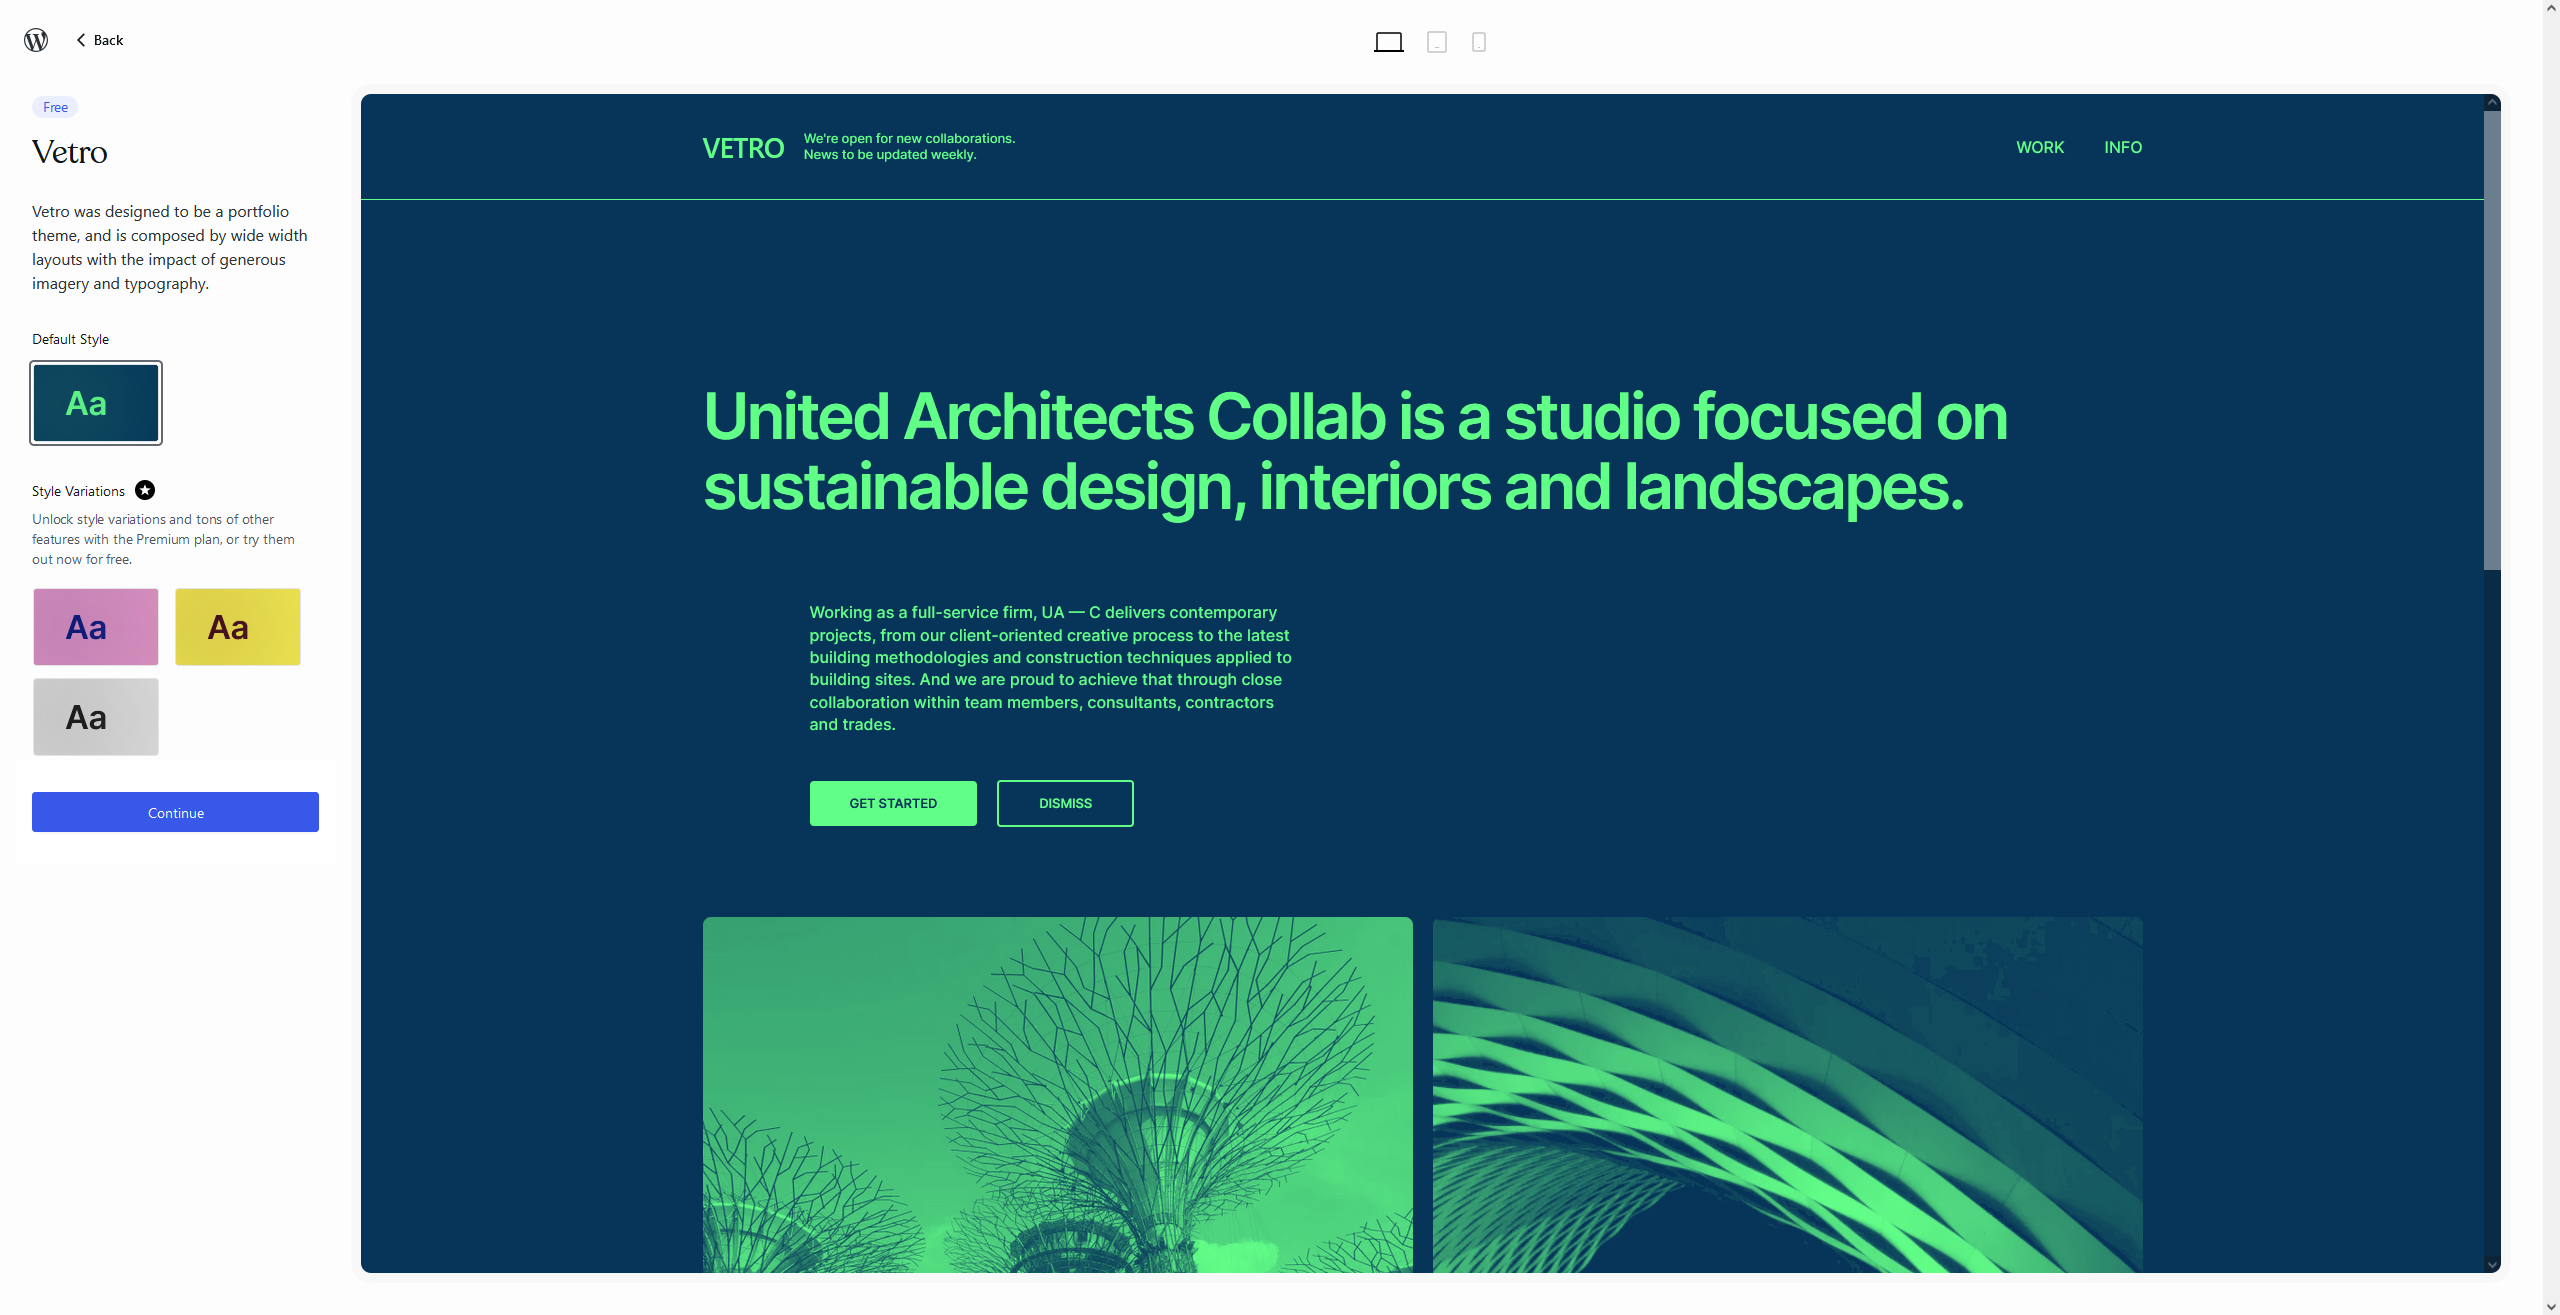 Back
Free
Vetro
Vetro was designed to be a portfolio
theme, and is composed by wide width
layouts with the impact of generous
imagery and typography.
Default Style
Aa
Style Variations
Unlock style variations and tons of other
features with the Premium plan, or try them
out now for free.
Aa
Aa
Aa
Continue
VETRO
We're open for new collaborations.
News to be updated weekly.
WORK
INFO
United Architects Collab is a studio focused on
sustainable design, interiors and landscapes.
Working as a full-service firm, UA — C delivers contemporary
projects, from our client-oriented creative process to the latest
building methodologies and construction techniques applied to
building sites. And we are proud to achieve that through close
collaboration within team members, consultants, contractors
and trades.
GET STARTED
DISMISS